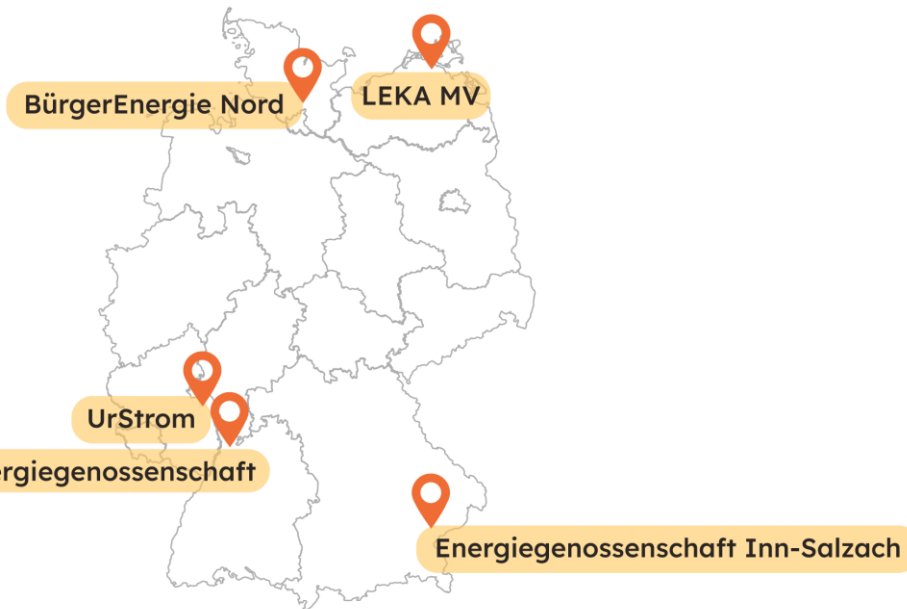 BürgerEnergie Nord
LEKA MV
UrStrom
ergiegenossenschaft
Energiegenossenschaft Inn-Salzach